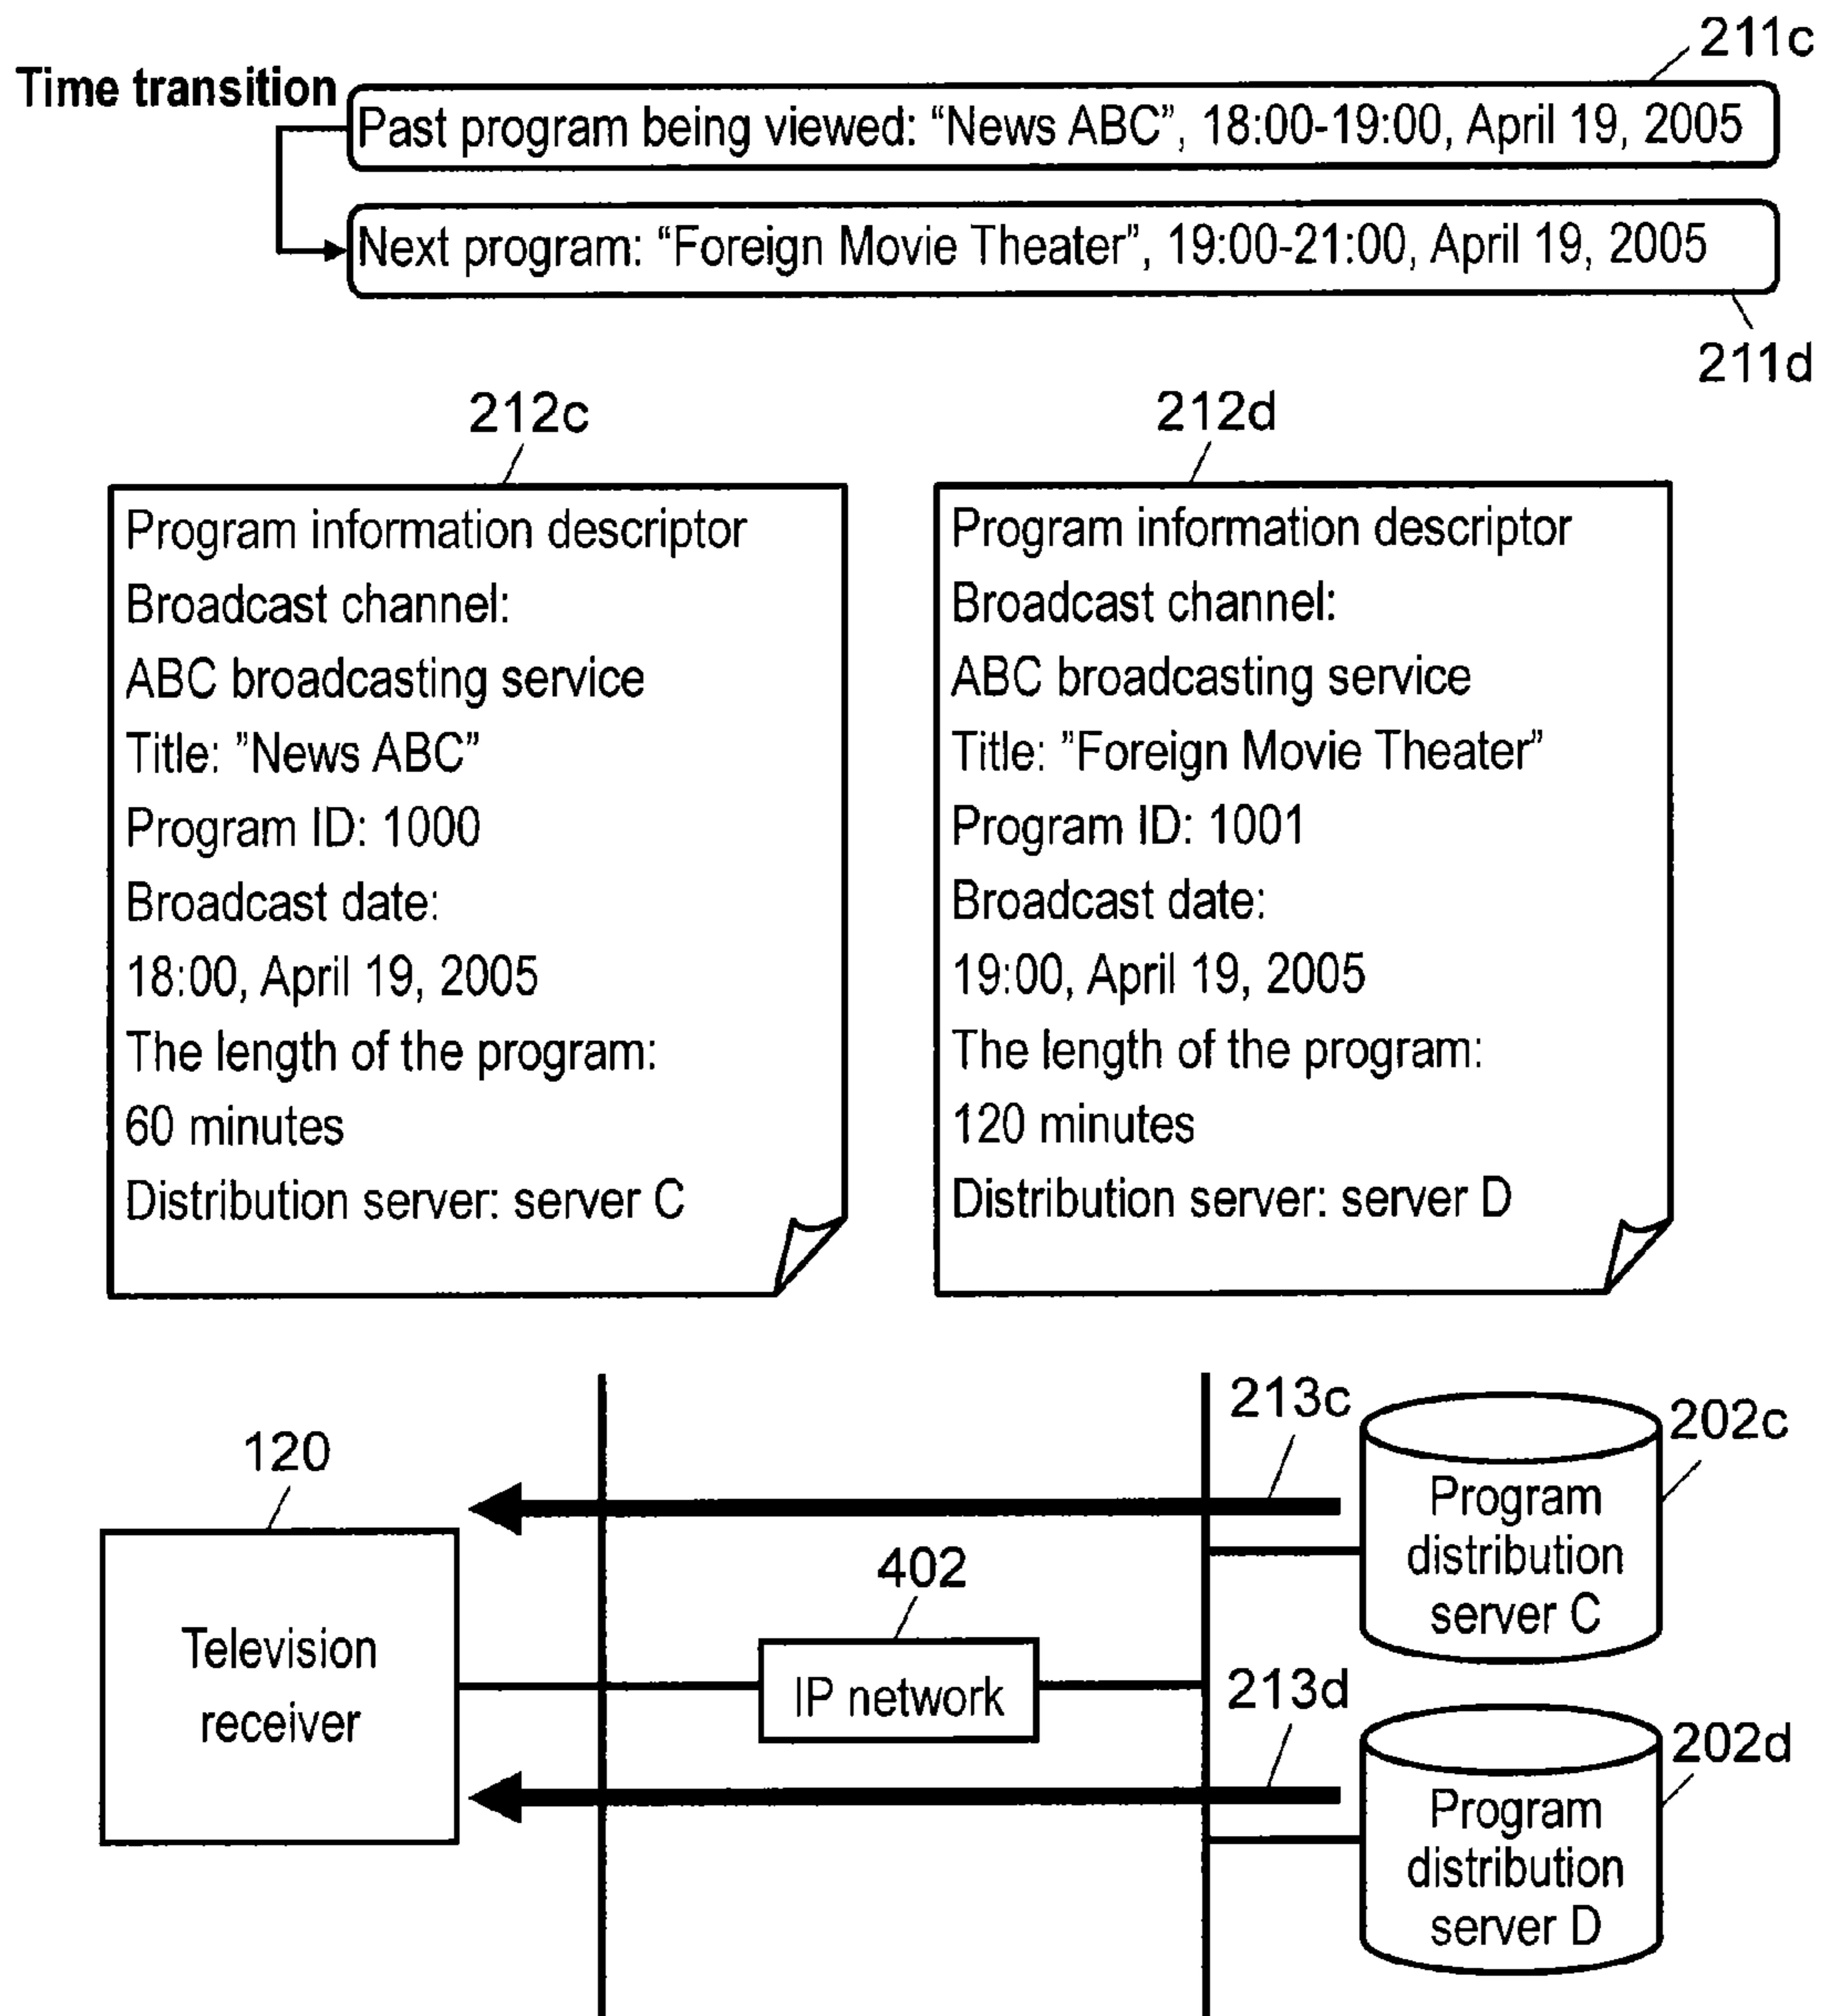 211c
Time transition
Past program being viewed: “News ABC”, 18:00-19:00, April 19, 2005
Next program: “Foreign Movie Theater”, 19:00-21:00, April 19, 2005
211d
212c
Program information descriptor
Broadcast channel:
ABC broadcasting service
Title: ”News ABC”
Program ID: 1000
Broadcast date:
18:00, April 19, 2005
The length of the program:
60 minutes
Distribution server: server C
212d
Program information descriptor
Broadcast channel:
ABC broadcasting service
Title: ”Foreign Movie Theater”
Program ID: 1001
Broadcast date:
19:00, April 19, 2005
The length of the program:
120 minutes
Distribution server: server D
120
Television
receiver
402
IP network
213c
202c
Program
distribution
server C
213d
202d
Program
distribution
server D